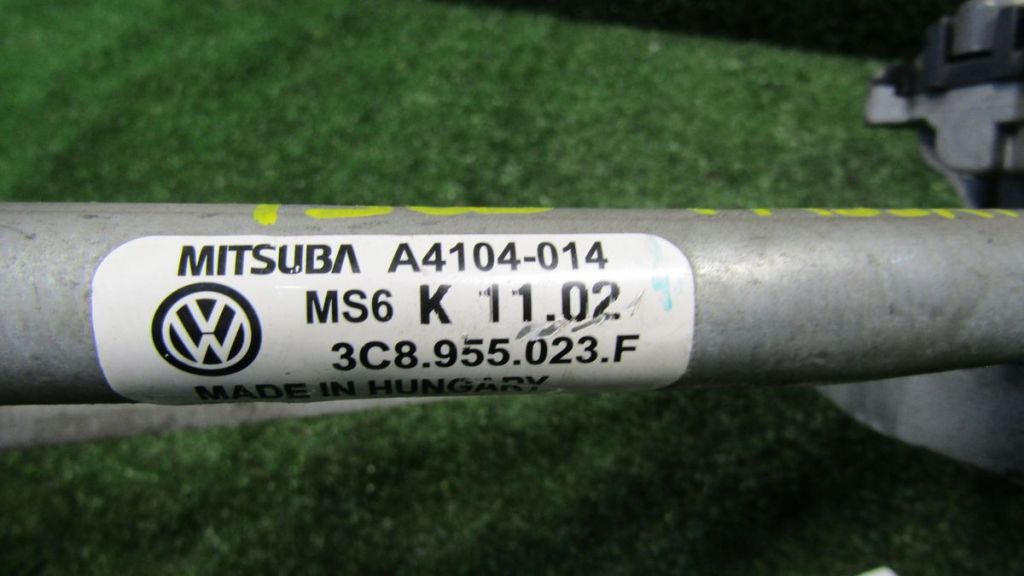 MITSUBA A4104-014
MS6 K 11.02
3C8.955.023.F
MADE IN HUNGARY